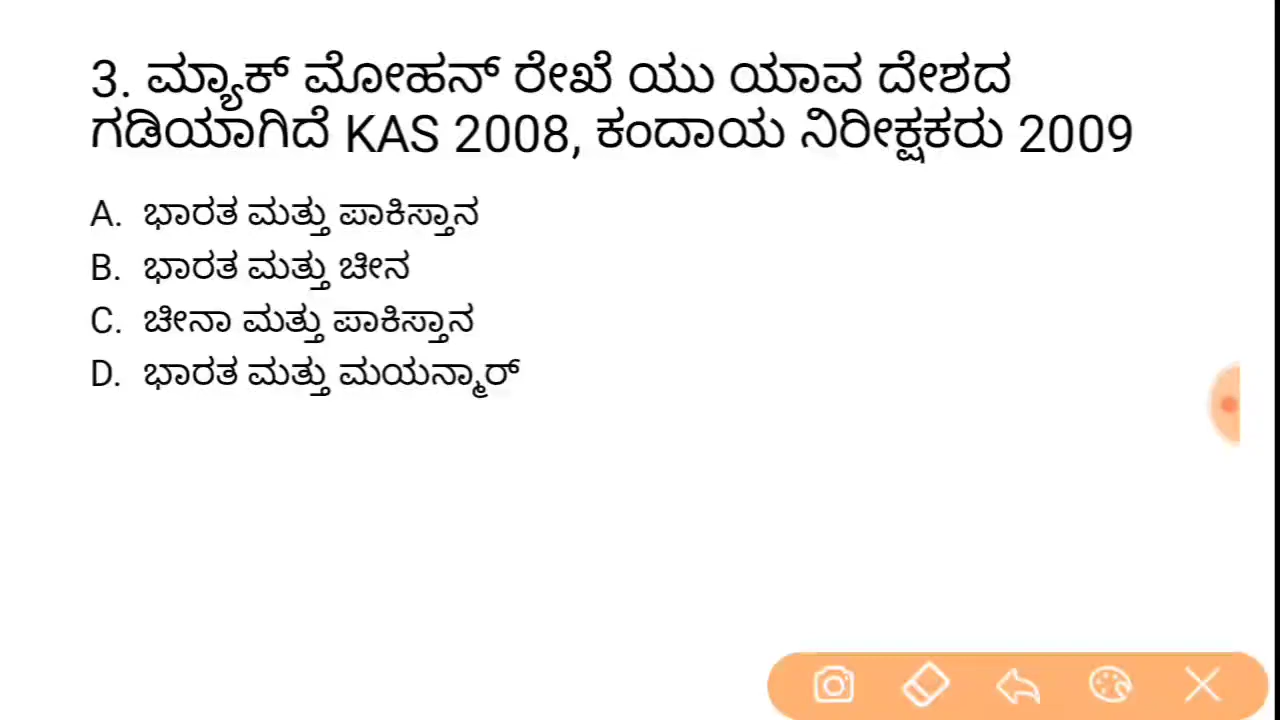 3. ಮ್ಯಾಕ್ ಮೋಹನ್ ರೇಖೆ ಯು ಯಾವ ದೇಶದ
ಗಡಿಯಾಗಿದೆ KAS 2008, ಕಂದಾಯ ನಿರೀಕ್ಷಕರು 2009
A. ಭಾರತ ಮತ್ತು ಪಾಕಿಸ್ತಾನ
B. ಭಾರತ ಮತ್ತು ಚೀನ
C. ಚೀನಾ ಮತ್ತು ಪಾಕಿಸ್ತಾನ
D. ಭಾರತ ಮತ್ತು ಮಯನ್ಮಾರ್